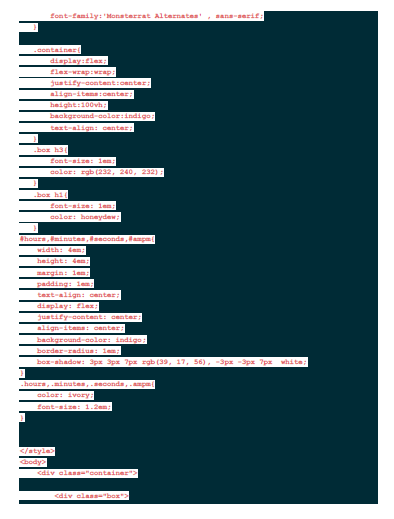 font-family:'Monsterrat Alternates' , sans-serif;
}
.container{
display:flex;
flex-wrap:wrap;
justify-content:center;
align-items:center;
height:100vh;
background-color:indigo;
text-align: center;
}
.box h3{
font-size: 1em;
color: rgb(232, 240, 232);
}
.box h1{
font-size: 1em;
color: honeydew;
}
#hours,#minutes,#seconds,#ampm{
width: 4em;
height: 4em;
margin: 1em;
padding: 1em;
text-align: center;
display: flex;
justify-content: center;
align-items: center;
background-color: indigo;
border-radius: 1em;
box-shadow: 3px 3px 7px rgb(39, 17, 56), -3px -3px 7px  white;
}
.hours,.minutes,.seconds,.ampm{
color: ivory;
font-size: 1.2em;
}
</style>
<body>
<div class="container">
<div class="box">